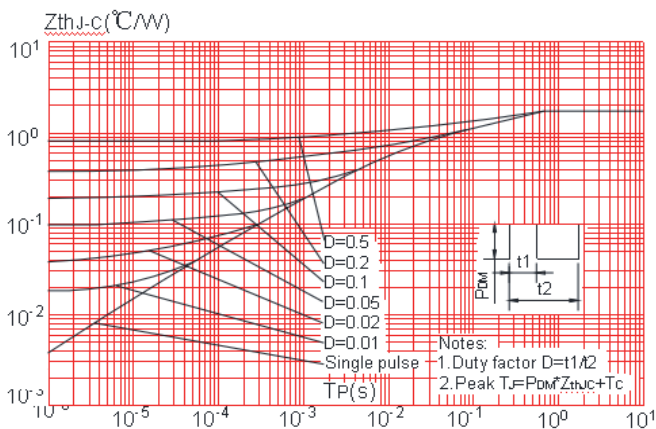 ZthJ-C(℃/W)
10¹
10⁰
10⁻¹
10⁻²
10⁻³
D=0.5
D=0.2
D=0.1
D=0.05
D=0.02
D=0.01
Single pulse
TP(s)
PDM
t1
t2
Notes:
1.Duty factor D=t1/t2
2.Peak TJ=PDM*ZthJC+TC
10⁻⁵ 10⁻⁴ 10⁻³ 10⁻² 10⁻¹ 10⁰ 10¹